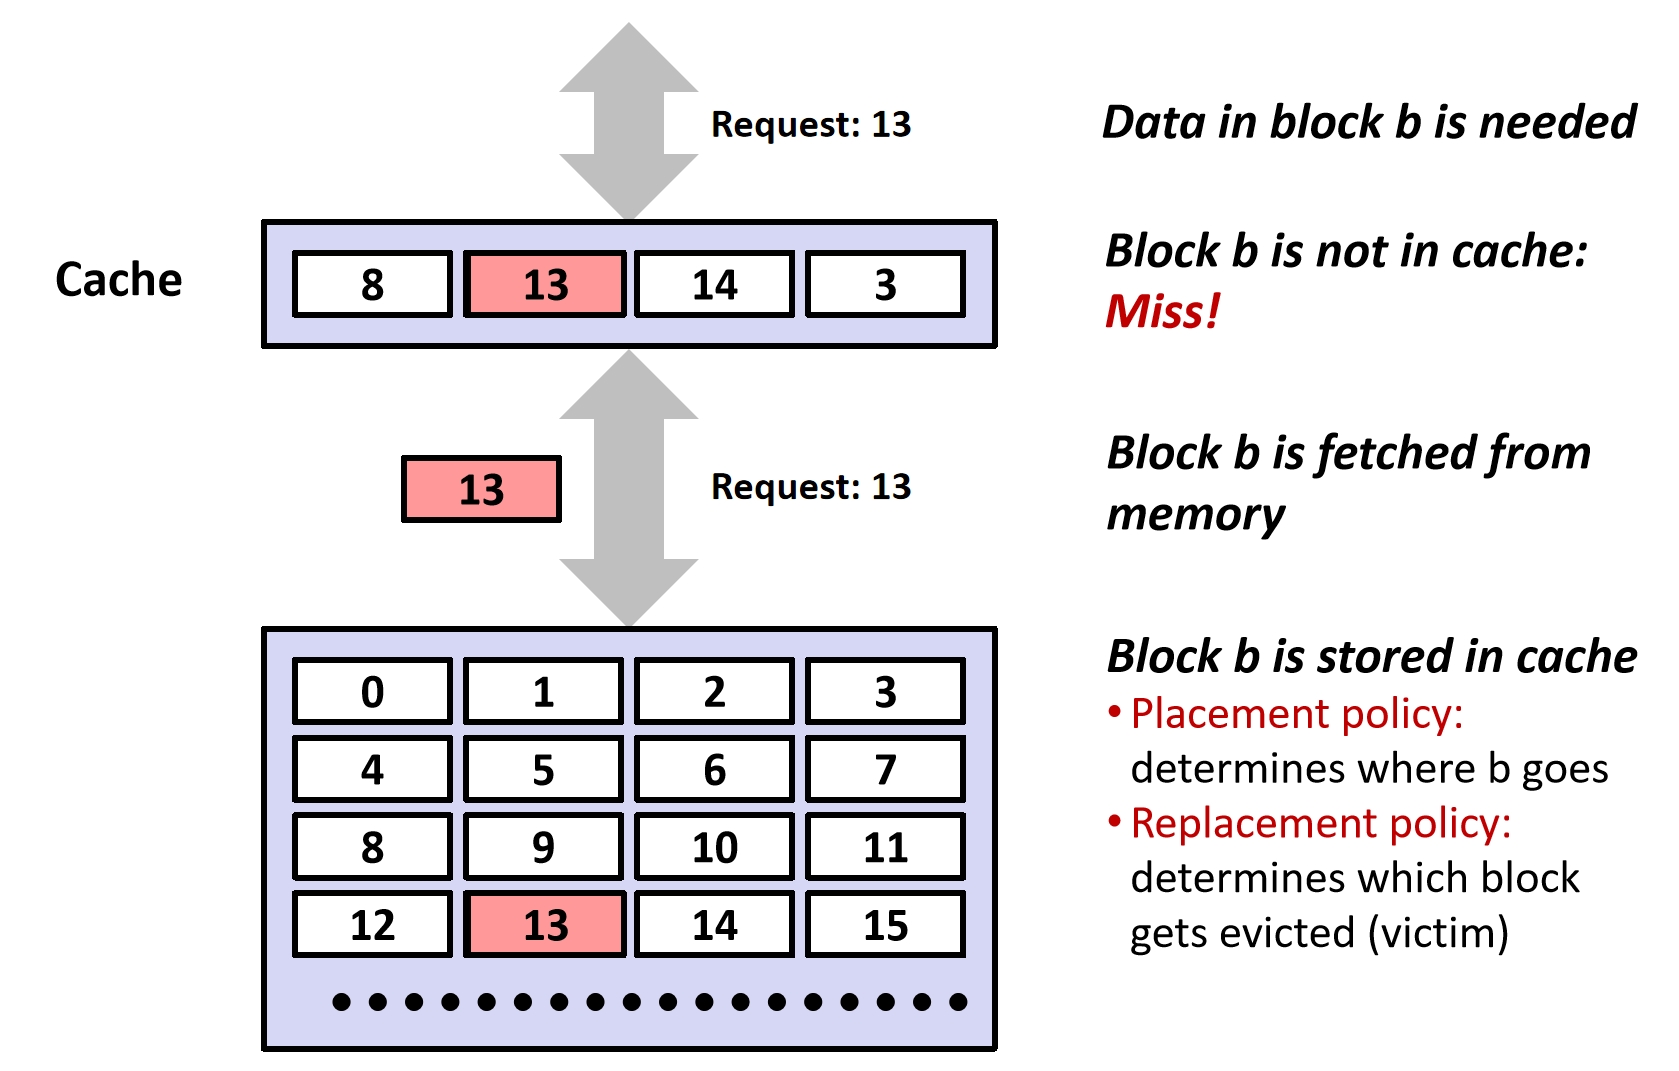 Request: 13
Data in block b is needed
Cache
8 13 14 3
Block b is not in cache:
Miss!
13
Request: 13
Block b is fetched from
memory
0 1 2 3
4 5 6 7
8 9 10 11
12 13 14 15
Block b is stored in cache
• Placement policy:
determines where b goes
• Replacement policy:
determines which block
gets evicted (victim)